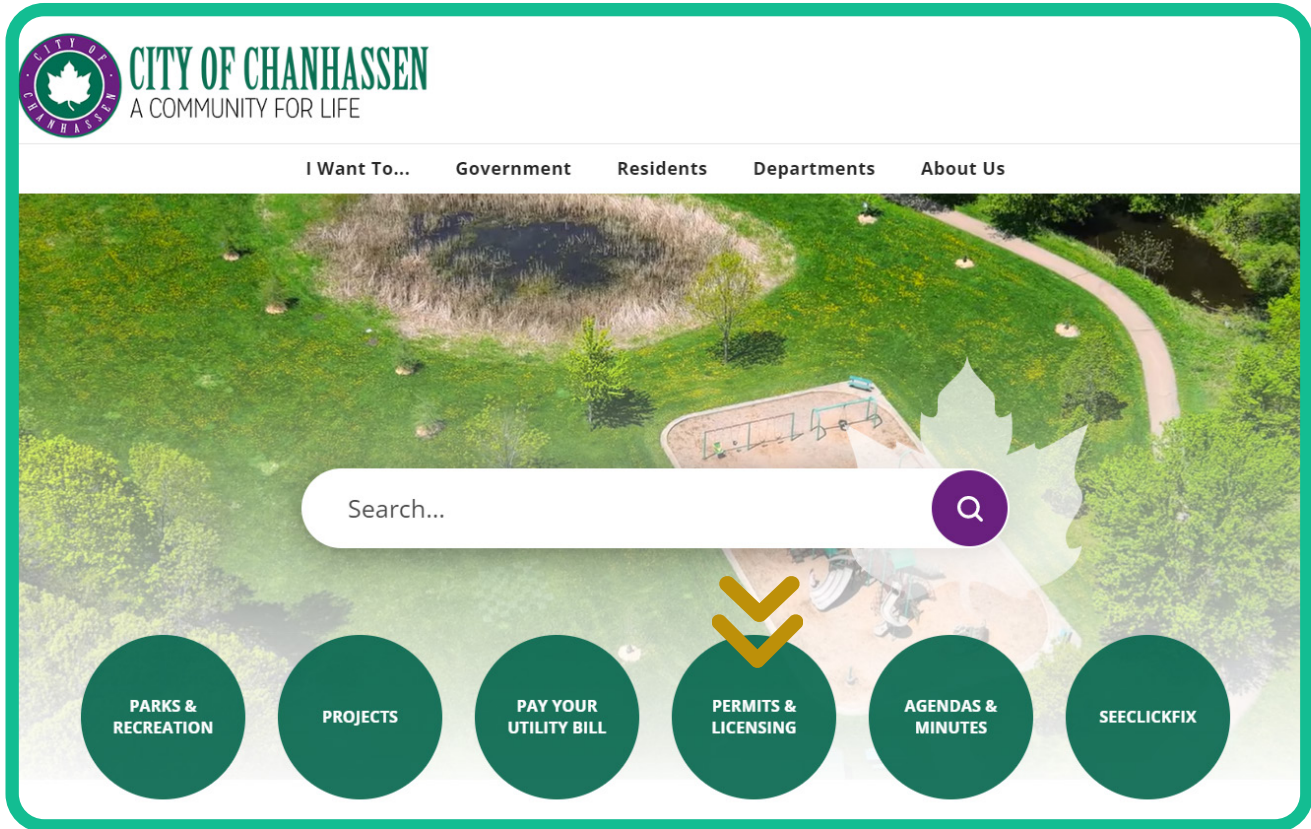 CITY OF
CHANHASSEN
CITY OF CHANHASSEN
A COMMUNITY FOR LIFE
I Want To... Government Residents Departments About Us
Search...
PARKS &
RECREATION
PROJECTS
PAY YOUR
UTILITY BILL
PERMITS &
LICENSING
AGENDAS &
MINUTES
SEECLICKFIX